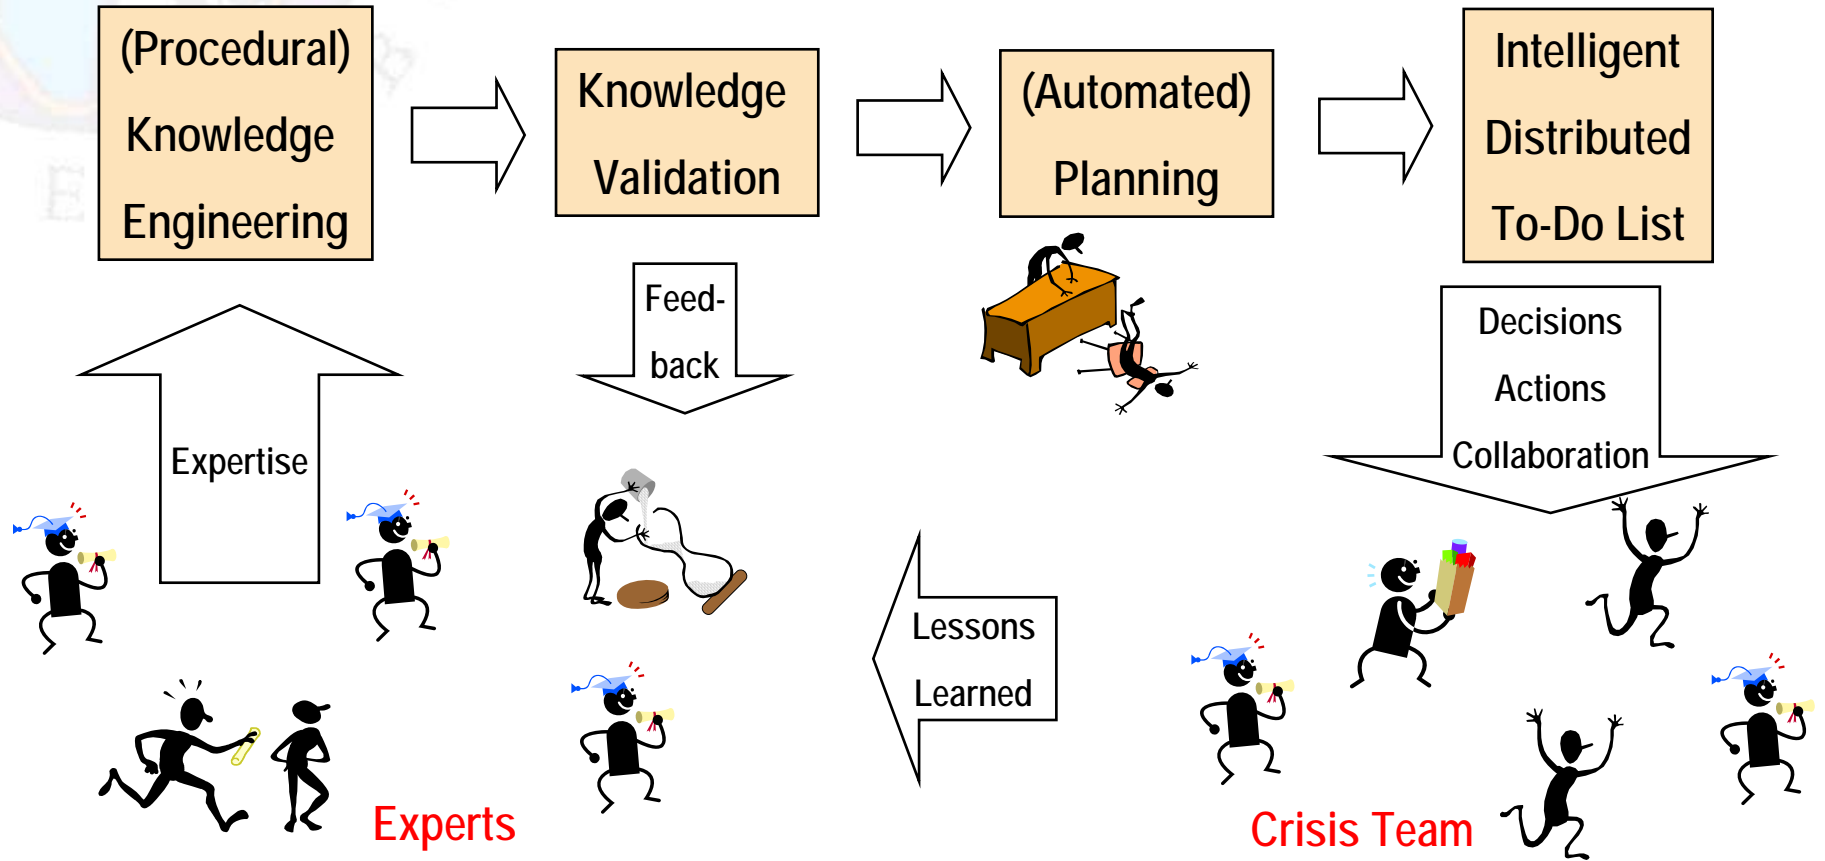 (Procedural)
Knowledge
Engineering
Knowledge
Validation
(Automated)
Planning
Intelligent
Distributed
To-Do List
Expertise
Feed-
back
Decisions
Actions
Collaboration
Lessons
Learned
Experts
Crisis Team